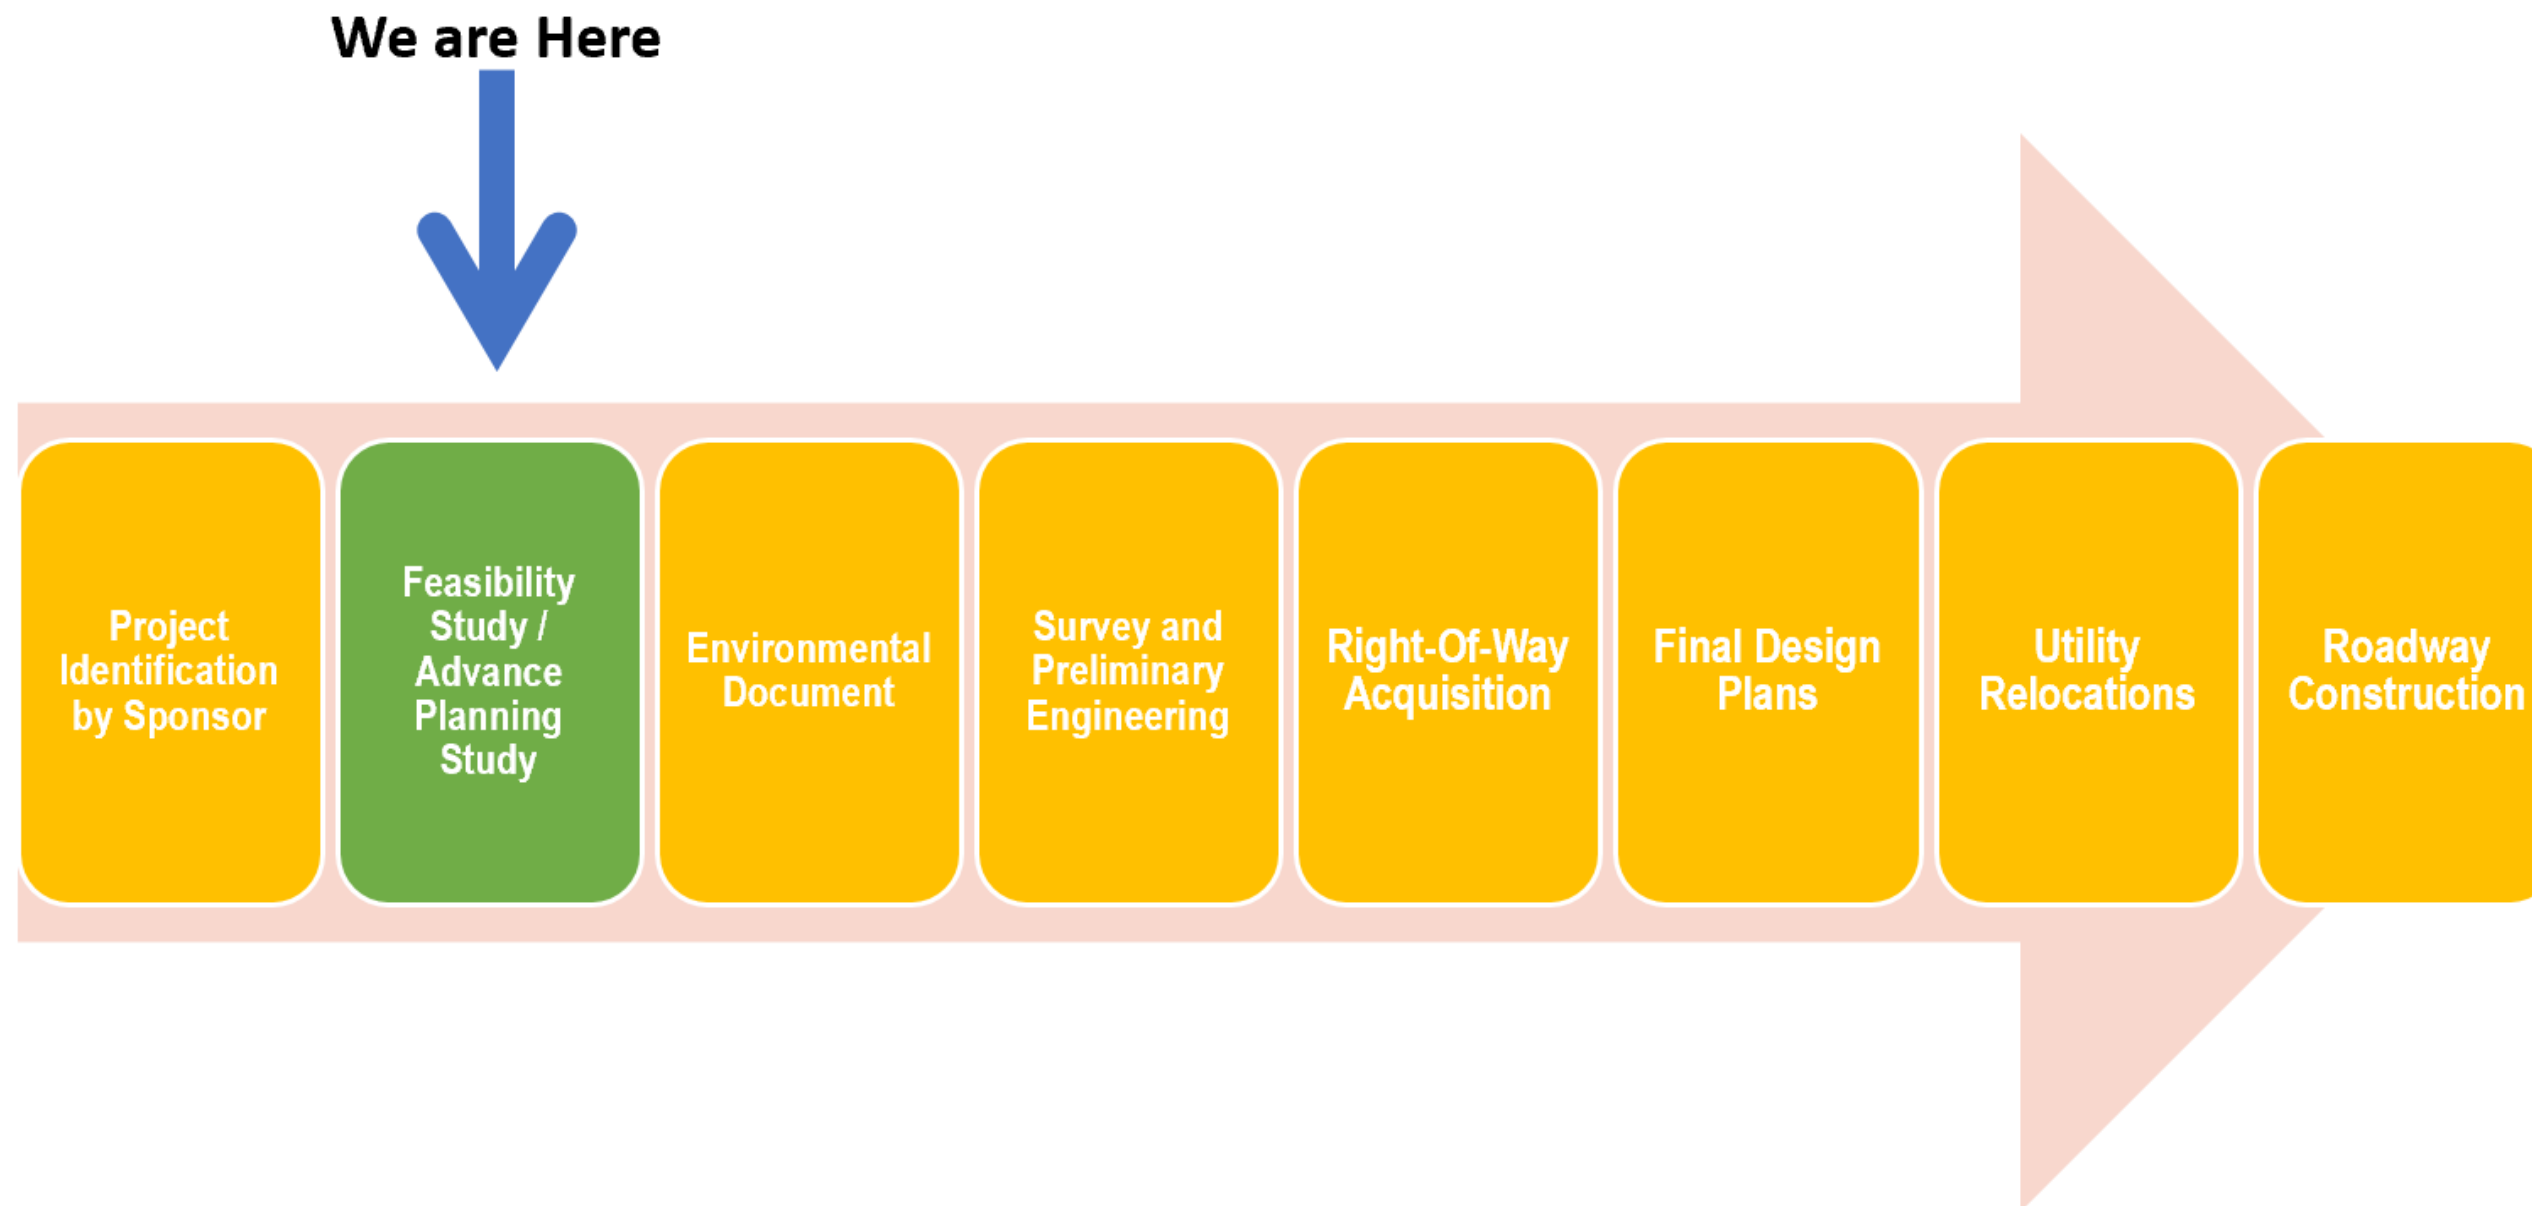 We are Here
Project
Identification
by Sponsor
Feasibility
Study /
Advance
Planning
Study
Environmental
Document
Survey and
Preliminary
Engineering
Right-Of-Way
Acquisition
Final Design
Plans
Utility
Relocations
Roadway
Construction